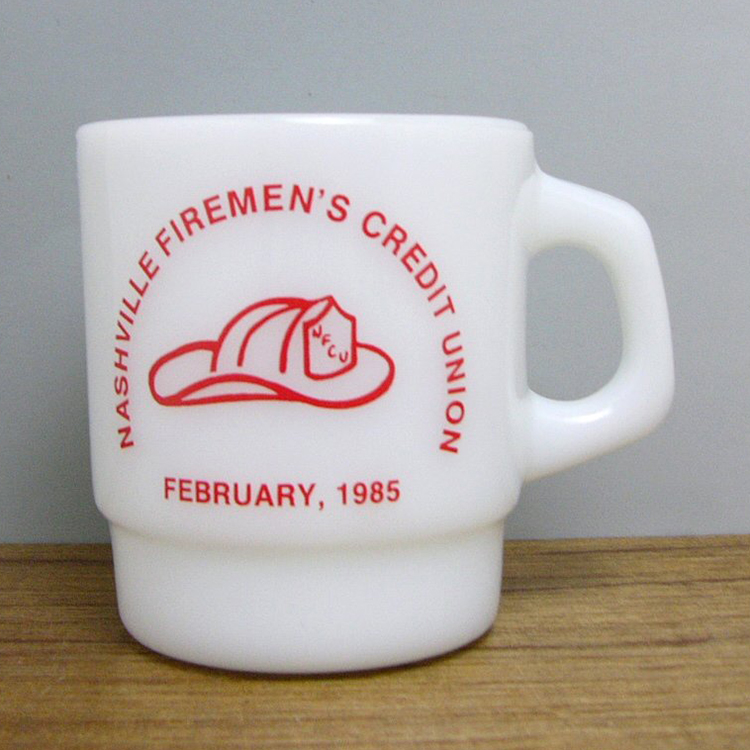 NASHVILLE FIREMEN'S CREDIT UNION
NFCU
FEBRUARY, 1985